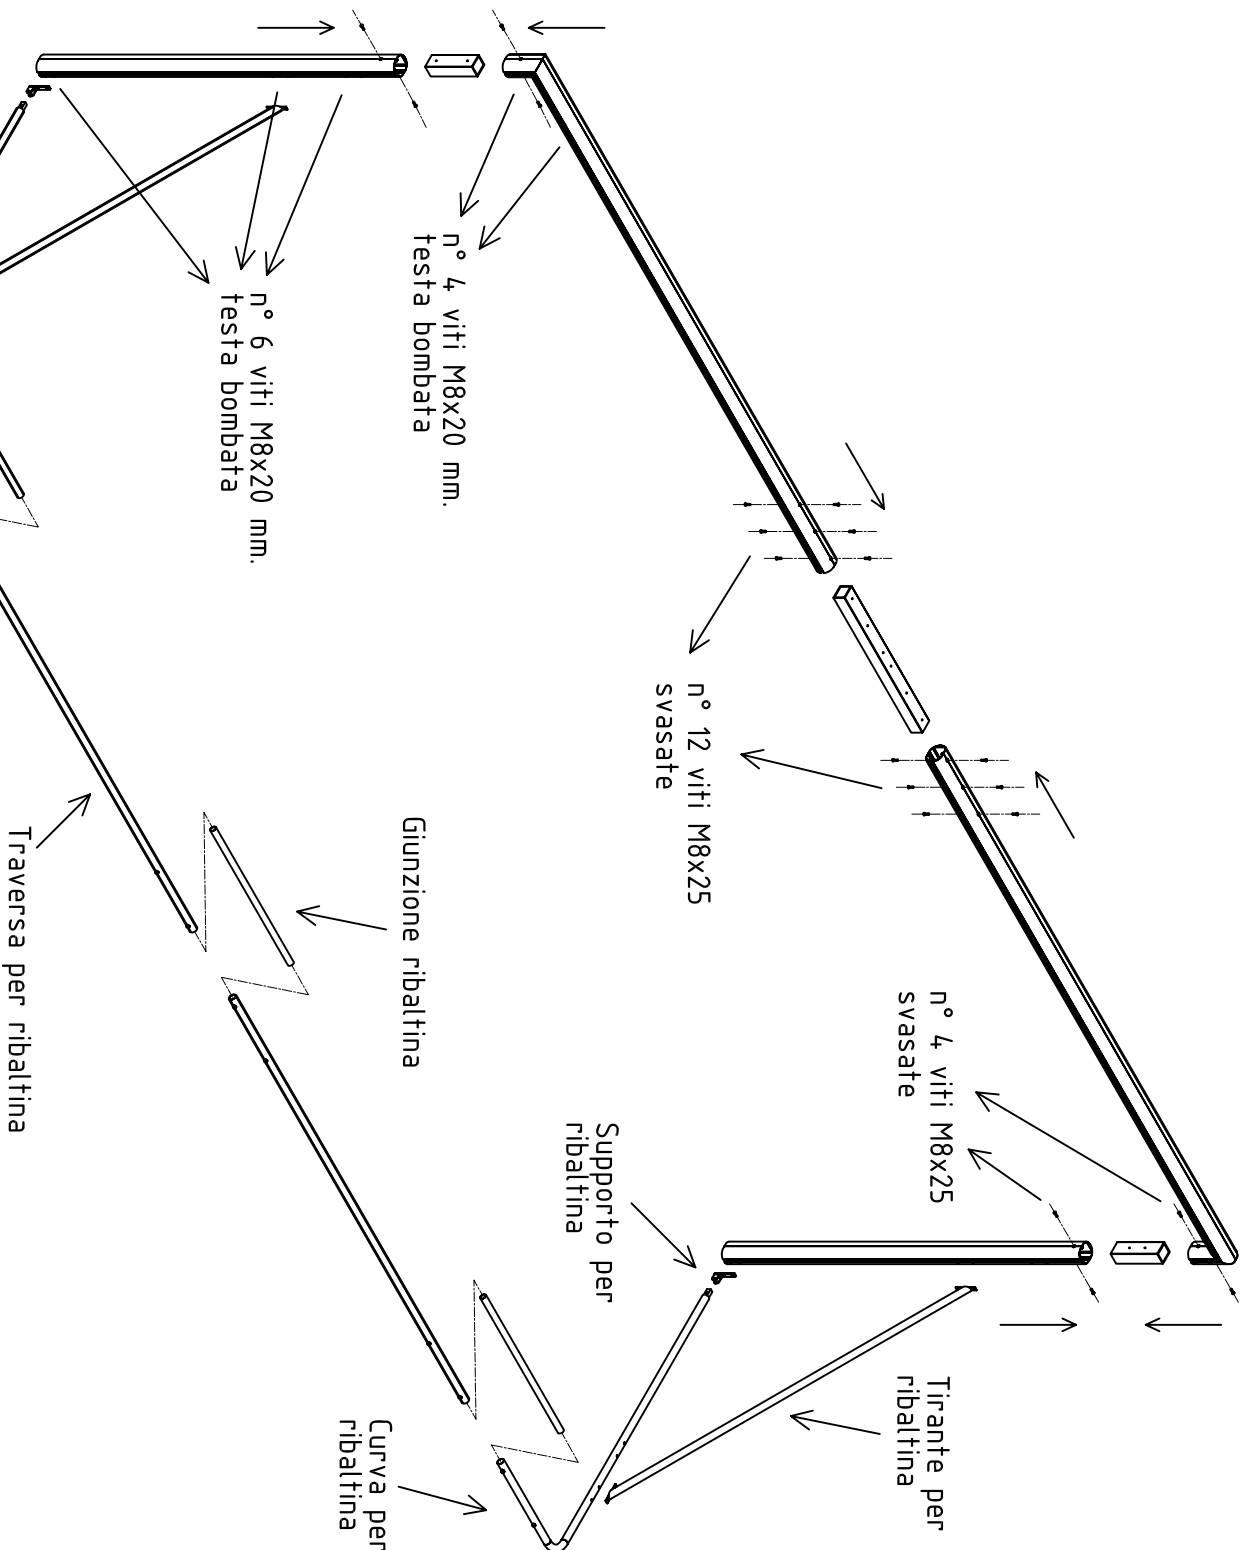 n° 4 viti M8x25
svasate
n° 12 viti M8x25
svasate
n° 4 viti M8x20 mm.
testa bombata
n° 6 viti M8x20 mm.
testa bombata
Tirante per
ribaltina
Supporto per
ribaltina
Giunzione ribaltina
Curva per
ribaltina
Traversa per ribaltina